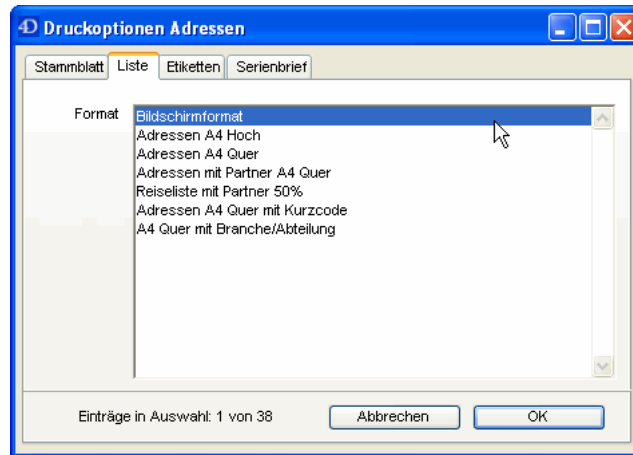 4D Druckoptionen Adressen
Stammblatt Liste Etiketten Serienbrief
Format
Bildschirmformat
Adressen A4 Hoch
Adressen A4 Quer
Adressen mit Partner A4 Quer
Reiseliste mit Partner 50%
Adressen A4 Quer mit Kurzcode
A4 Quer mit Branche/Abteilung
Einträge in Auswahl: 1 von 38 Abbrechen OK